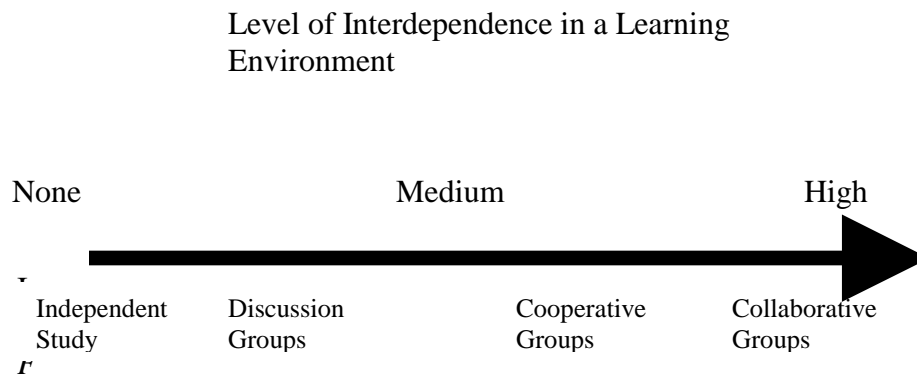 Level of Interdependence in a Learning
Environment
None Medium High
Independent Discussion Cooperative Collaborative
Study Groups Groups Groups